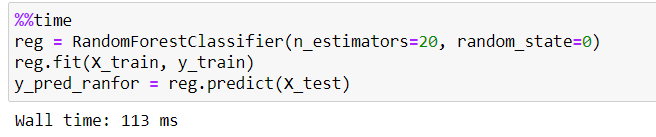 %%time
reg = RandomForestClassifier(n_estimators=20, random_state=0)
reg.fit(X_train, y_train)
y_pred_ranfor = reg.predict(X_test)
Wall time: 113 ms